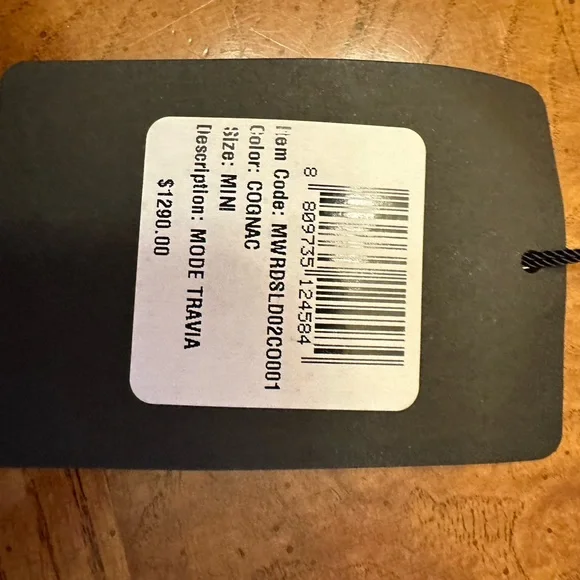 8 809735 124584
Item Code: MWRDSLD02CO001
Color: COGNAC
Size: MINI
Description: MODE TRAVIA
$1290.00